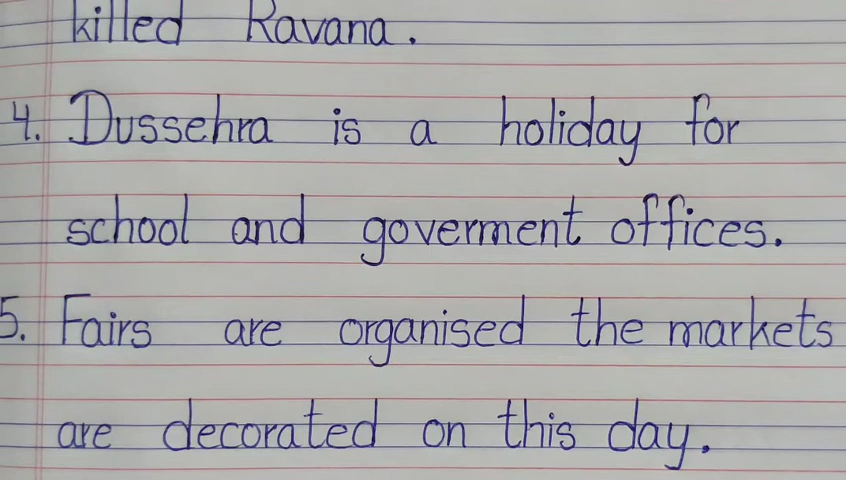 killed Ravana.
4. Dussehra is a holiday for
school and goverment offices.
5. Fairs are organised the markets
are decorated on this day.